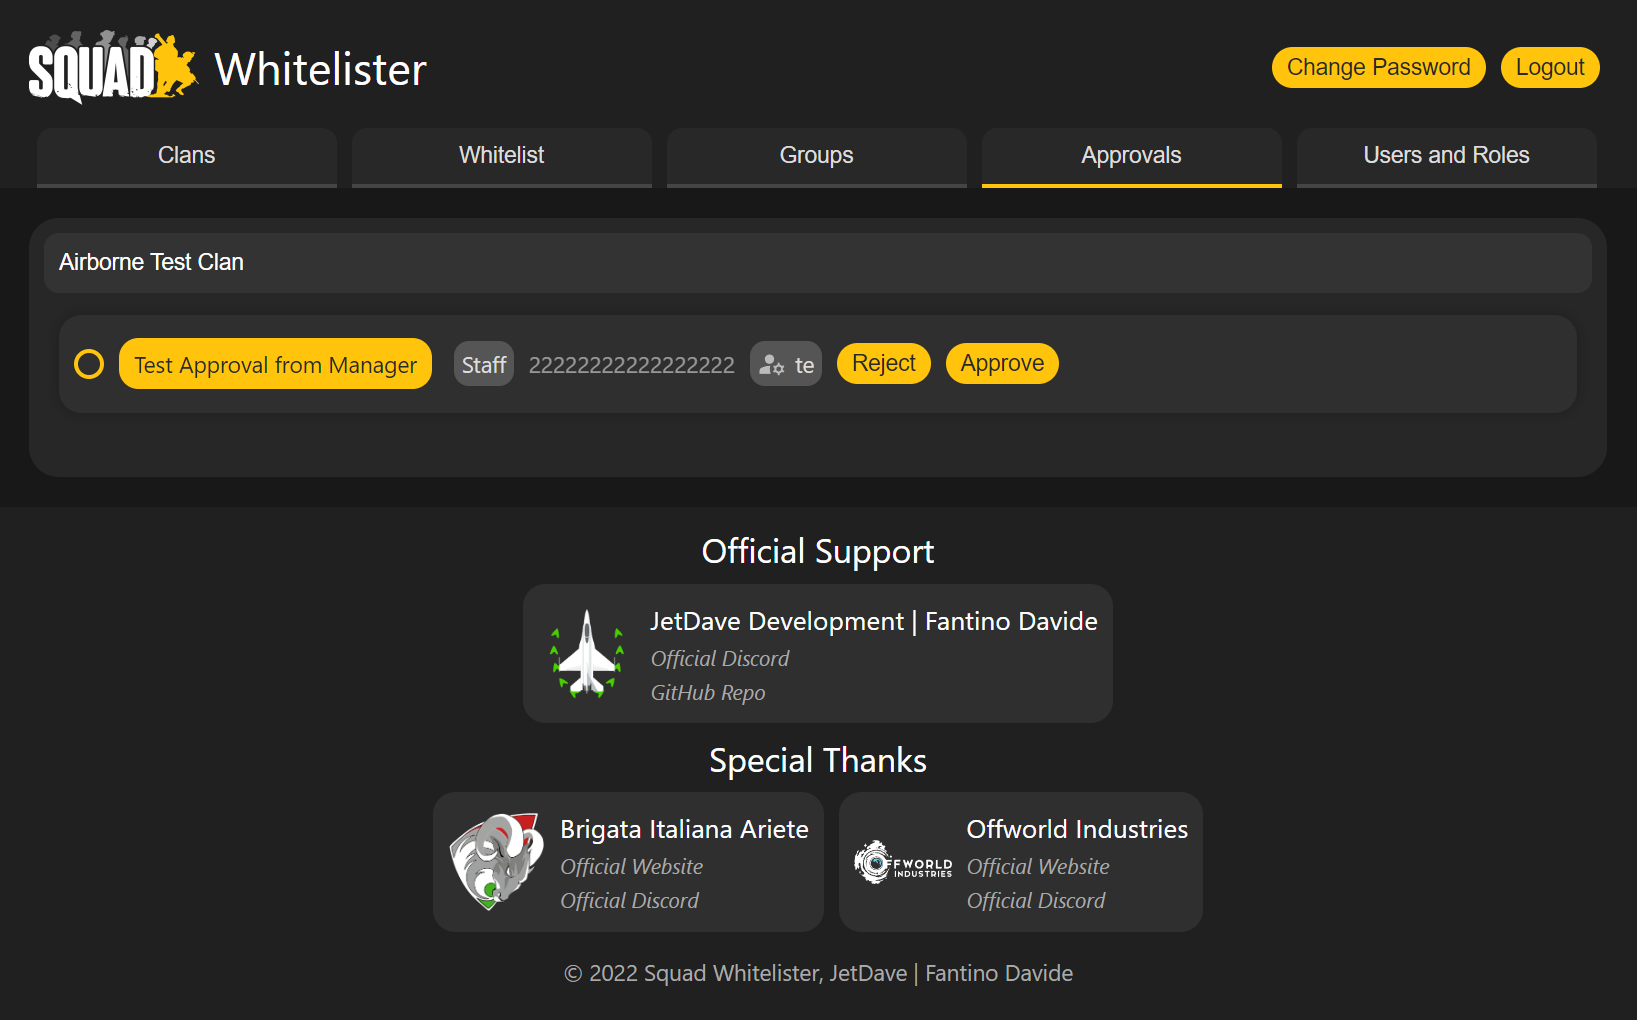 SQUAD Whitelister
Change Password
Logout
Clans
Whitelist
Groups
Approvals
Users and Roles
Airborne Test Clan
Test Approval from Manager
Staff
22222222222222222
te
Reject
Approve
Official Support
JetDave Development | Fantino Davide
Official Discord
GitHub Repo
Special Thanks
Brigata Italiana Ariete
Official Website
Official Discord
OFFWORLD
INDUSTRIES
Offworld Industries
Official Website
Official Discord
© 2022 Squad Whitelister, JetDave | Fantino Davide